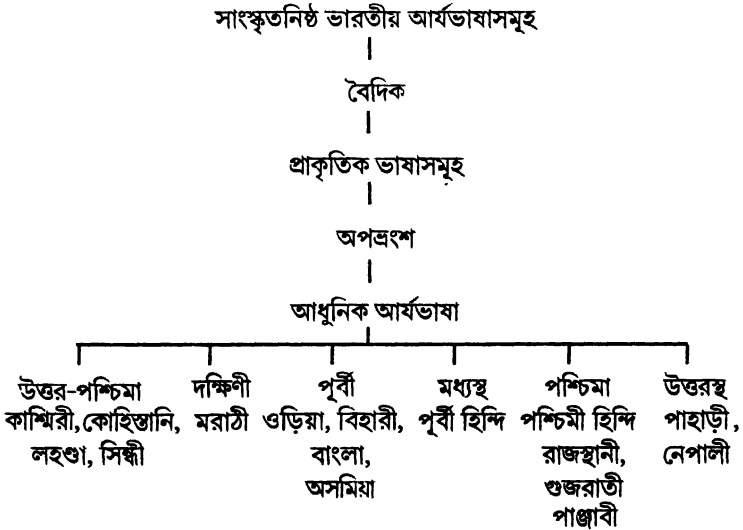 সাংস্কৃতনিষ্ঠ ভারতীয় আর্যভাষাসমূহ
বৈদিক
প্রাকৃতিক ভাষাসমূহ
অপভ্রংশ
আধুনিক আর্যভাষা
উত্তর-পশ্চিমা
কাশ্মিরী, কোহিস্তানি,
লহণ্ডা, সিন্ধী
দক্ষিণী
মরাঠী
পূর্বী
ওড়িয়া, বিহারী,
বাংলা,
অসমিয়া
মধ্যস্থ
পূর্বী হিন্দি
পশ্চিমা
পশ্চিমী হিন্দি
রাজস্থানী,
গুজরাতী
পাঞ্জাবী
উত্তরস্থ
পাহাড়ী,
নেপালী